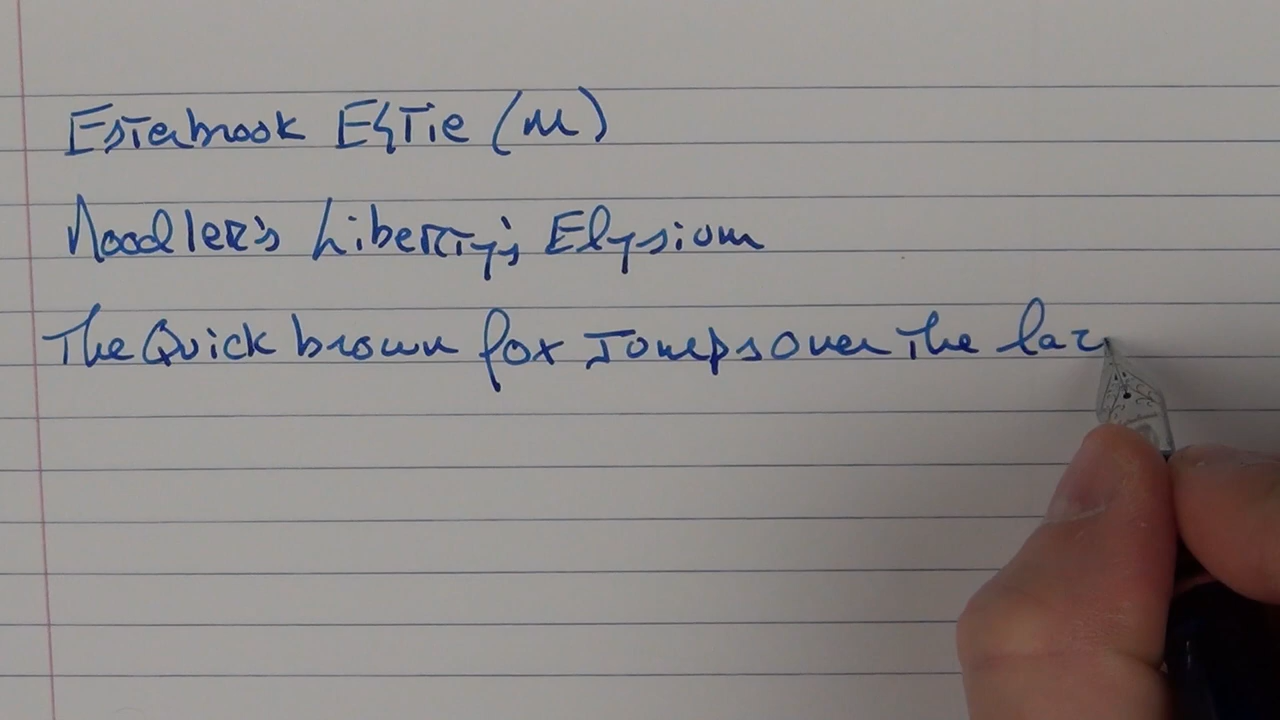 Esterbrook Estie (M)
Noodler's Liberty's Elysium
The Quick brown fox Jumps over The laz